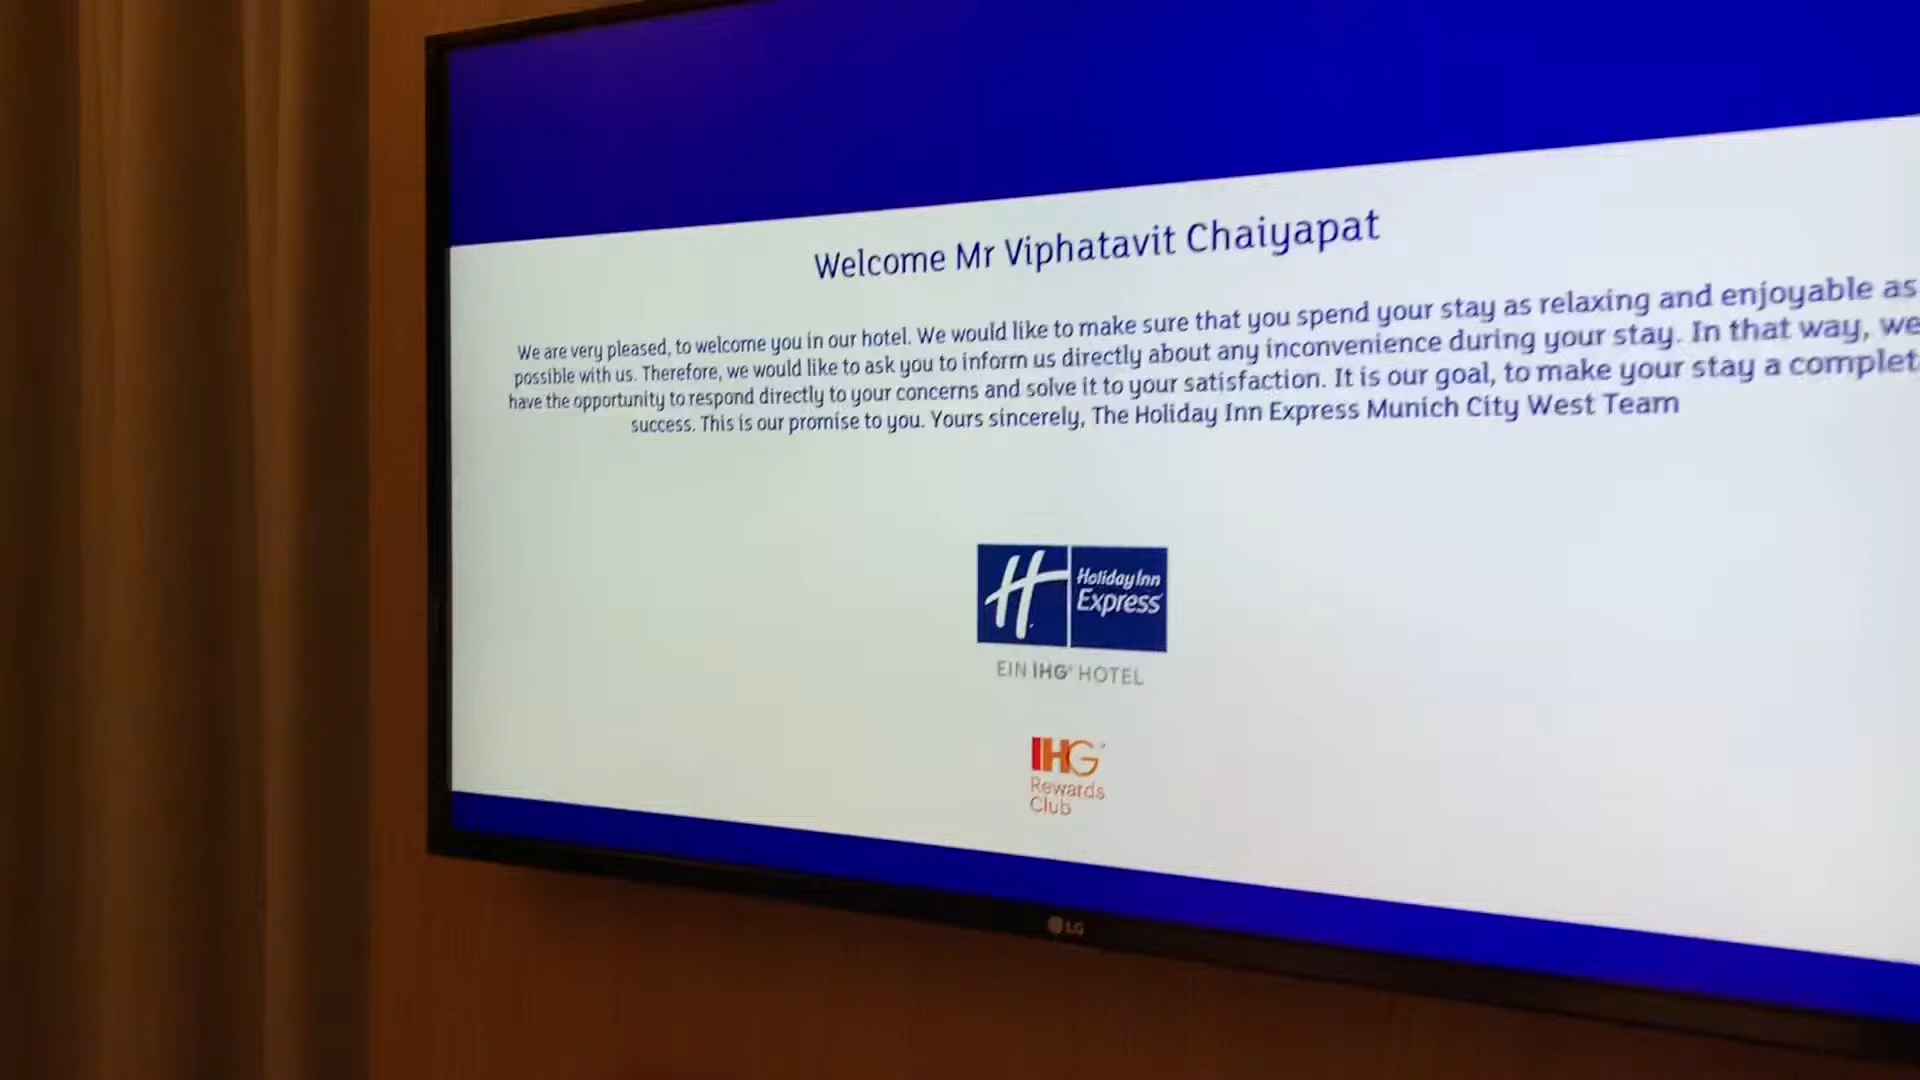 Welcome Mr Viphatavit Chaiyapat
We are very pleased, to welcome you in our hotel. We would like to make sure that you spend your stay as relaxing and enjoyable as
possible with us. Therefore, we would like to ask you to inform us directly about any inconvenience during your stay. In that way, we
have the opportunity to respond directly to your concerns and solve it to your satisfaction. It is our goal, to make your stay a complet
success. This is our promise to you. Yours sincerely, The Holiday Inn Express Munich City West Team
H
Holiday Inn
Express
EIN IHG® HOTEL
IHG
Rewards
Club
LG